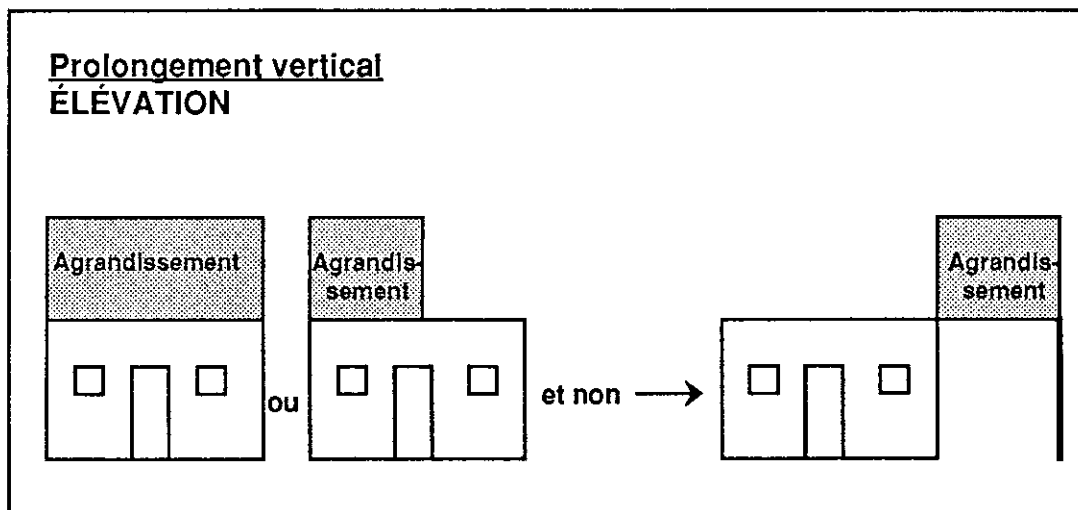 Prolongement vertical
ÉLÉVATION
Agrandissement
Agrandis-
sement
Agrandis-
sement
ou
et non